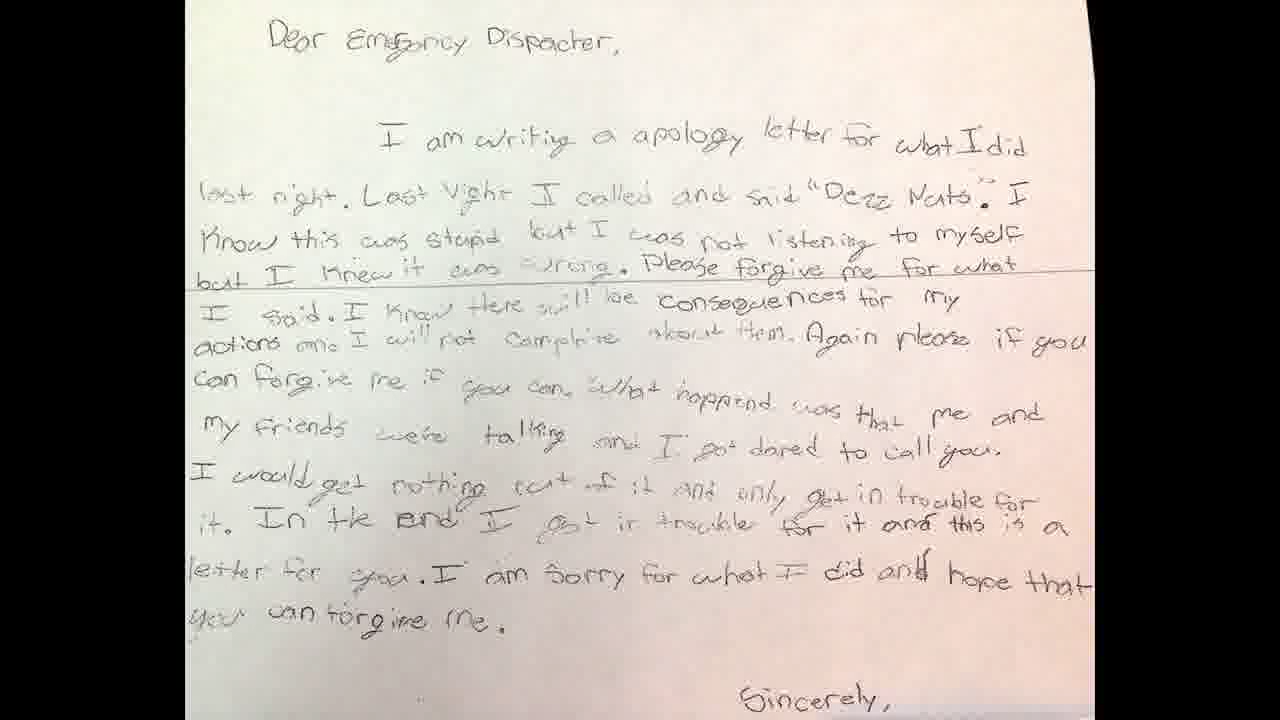 Dear Emergency Dispacter,
I am writing a apology letter for what I did
last night. Last Night I called and said "Dezz Nuts". I
Know this was stupid but I was not listening to myself
but I knew it was wrong. Please forgive me for what
I said. I Know there will be consequences for my
actions and I will not complaine about them. Again please if you
can forgive me if you can. What happend was that me and
my friends were talking and I got dared to call you.
I would get nothing out of it and only get in trouble for
it. In the end I got in trouble for it and this is a
letter for you. I am sorry for what I did and hope that
you can forgive me.
Sincerely,